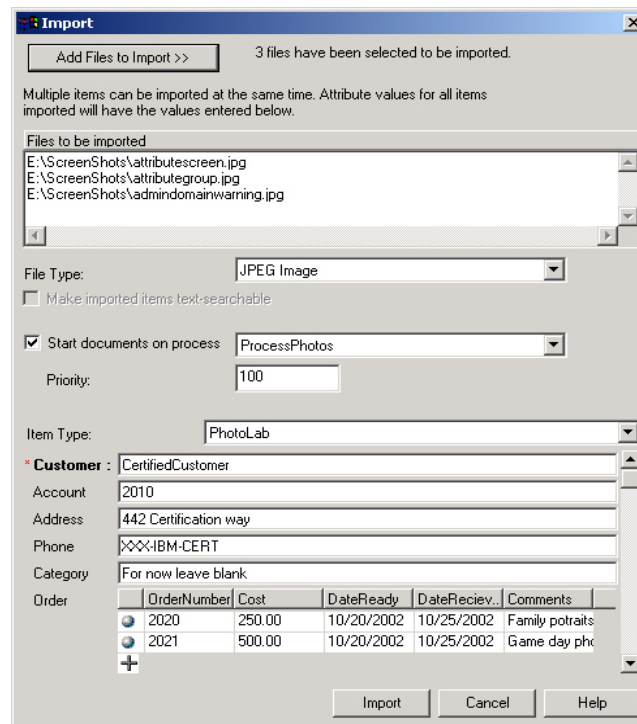 Import
Add Files to Import >>
3 files have been selected to be imported.
Multiple items can be imported at the same time. Attribute values for all items
imported will have the values entered below.
Files to be imported
E:\ScreenShots\attributescreen.jpg
E:\ScreenShots\attributegroup.jpg
E:\ScreenShots\admindomainwarning.jpg
File Type: JPEG Image
Make imported items text-searchable
Start documents on process ProcessPhotos
Priority: 100
Item Type: PhotoLab
* Customer : CertifiedCustomer
Account 2010
Address 442 Certification way
Phone XXX-IBM-CERT
Category For now leave blank
Order OrderNumber Cost DateReady DateReciev.. Comments
2020 250.00 10/20/2002 10/25/2002 Family potraits
2021 500.00 10/20/2002 10/25/2002 Game day pho
Import Cancel Help